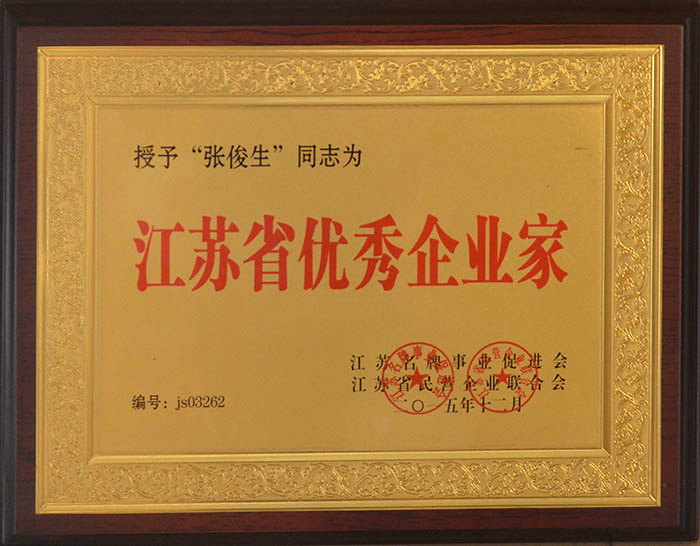 授予“张俊生”同志为
江苏省优秀企业家
江苏名牌事业促进会
江苏省民营企业联合会
编号：js03262
二〇一五年十二月